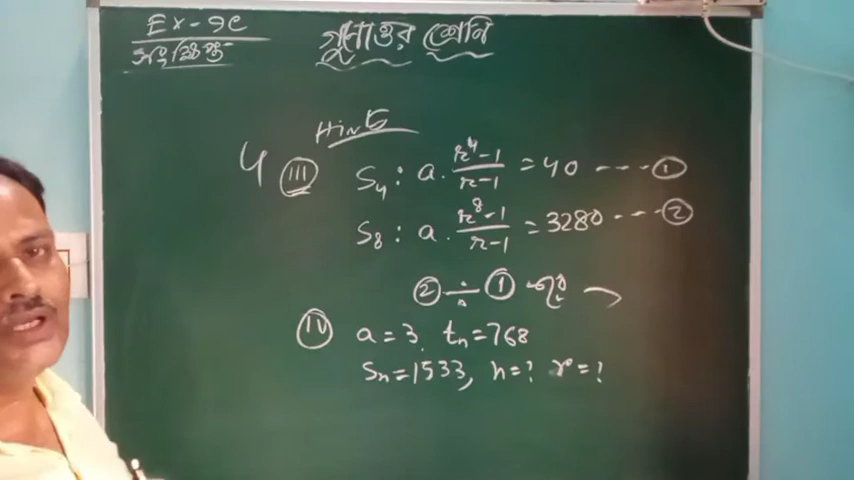 Ex-9C
গুণোত্তর শ্রেণি
Hint
4 (iii) S₄ : a. r⁴-1/r-1 = 40 --- ①
S₈ : a. r⁸-1/r-1 = 3280 --- ②
② ÷ ①
(iv) a = 3. tₙ = 768
Sₙ = 1533, n = ? r = ?